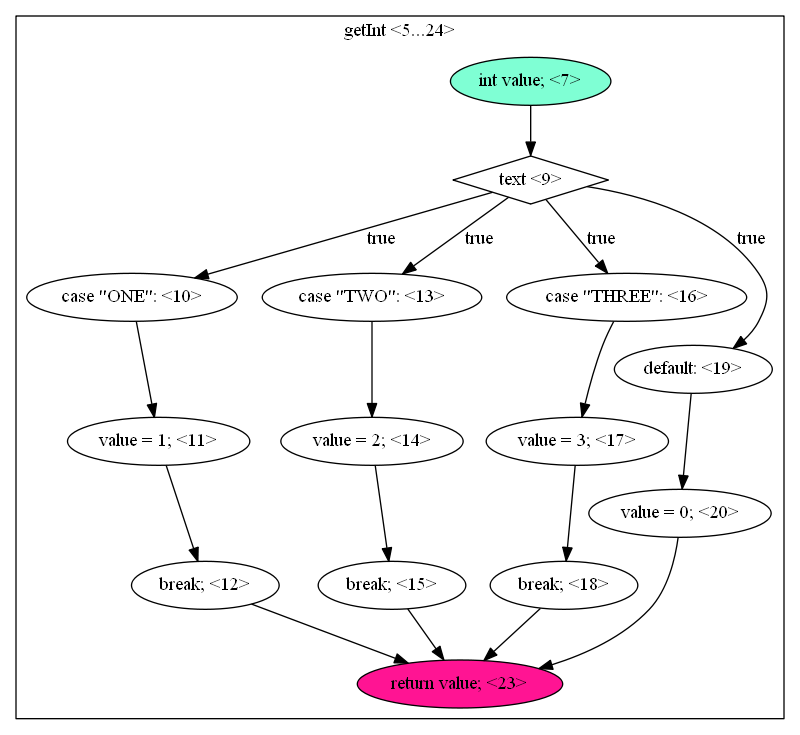 getInt <5...24>
int value; <7>
text <9>
true
true
true
true
case "ONE": <10>
case "TWO": <13>
case "THREE": <16>
default: <19>
value = 1; <11>
value = 2; <14>
value = 3; <17>
value = 0; <20>
break; <12>
break; <15>
break; <18>
return value; <23>